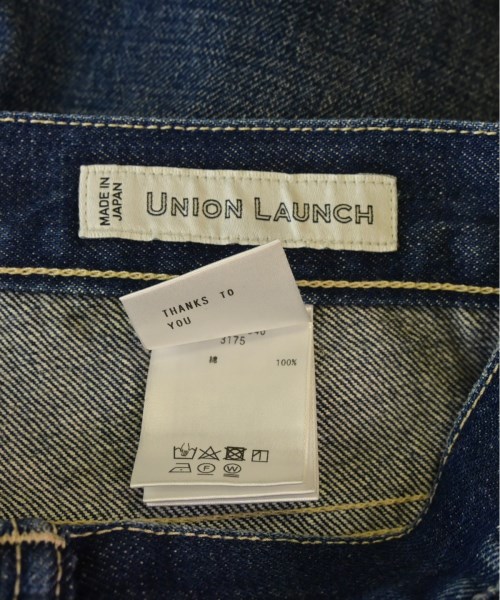 MADE IN
JAPAN
UNION LAUNCH
THANKS TO
YOU
3175
綿 100%
F W